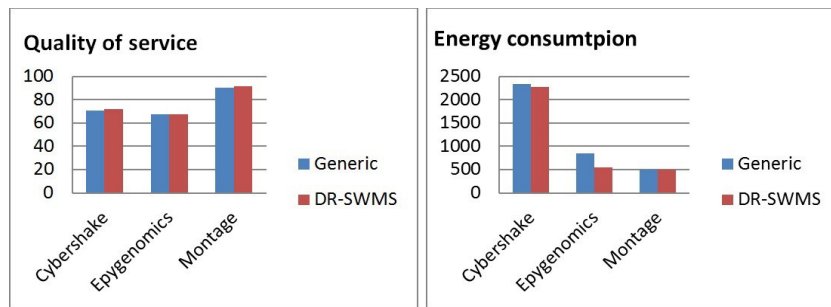 Quality of service
100
80
60
40
20
0
Cybershake
Epygenomics
Montage
Generic
DR-SWMS
Energy consumtpion
2500
2000
1500
1000
500
0
Cybershake
Epygenomics
Montage
Generic
DR-SWMS